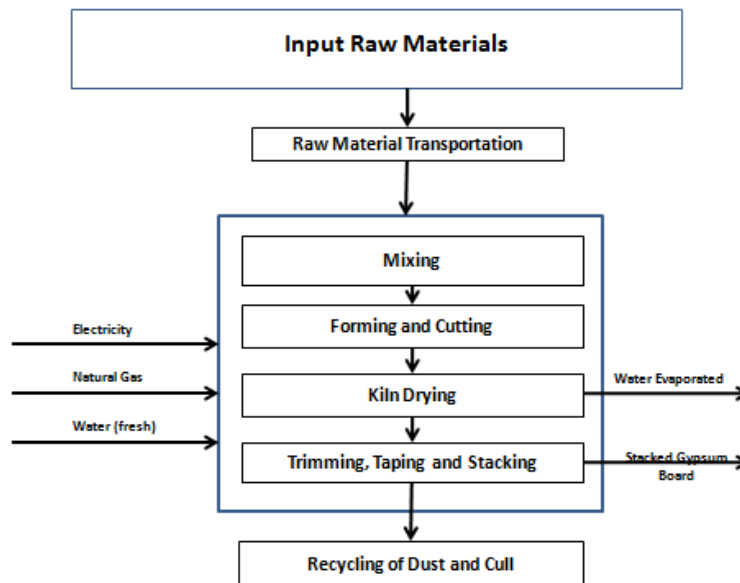 Input Raw Materials
Raw Material Transportation
Mixing
Forming and Cutting
Electricity
Natural Gas
Kiln Drying
Water Evaporated
Water (fresh)
Trimming, Taping and Stacking
Stacked Gypsum
Board
Recycling of Dust and Cull